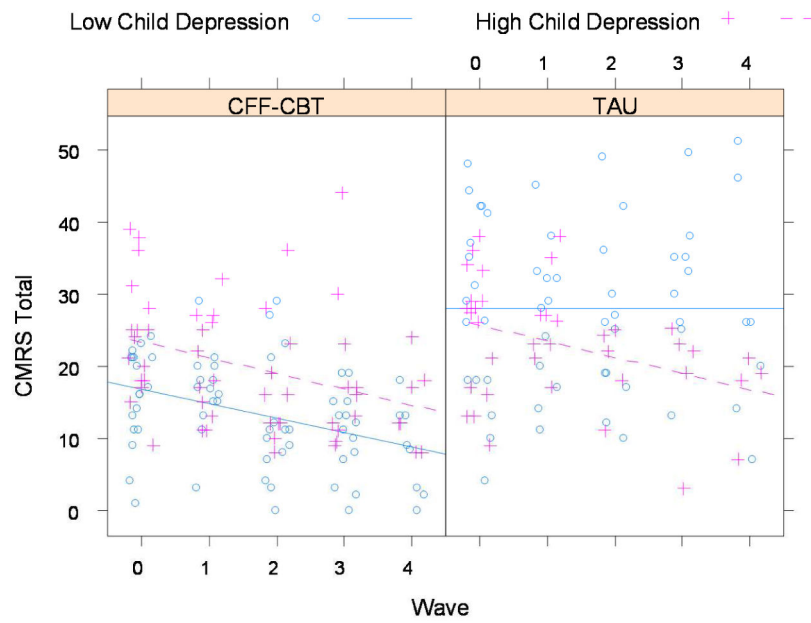 Low Child Depression High Child Depression
0 1 2 3 4
CFF-CBT TAU
50
40
30
20
10
0
CMRS Total
0 1 2 3 4
Wave